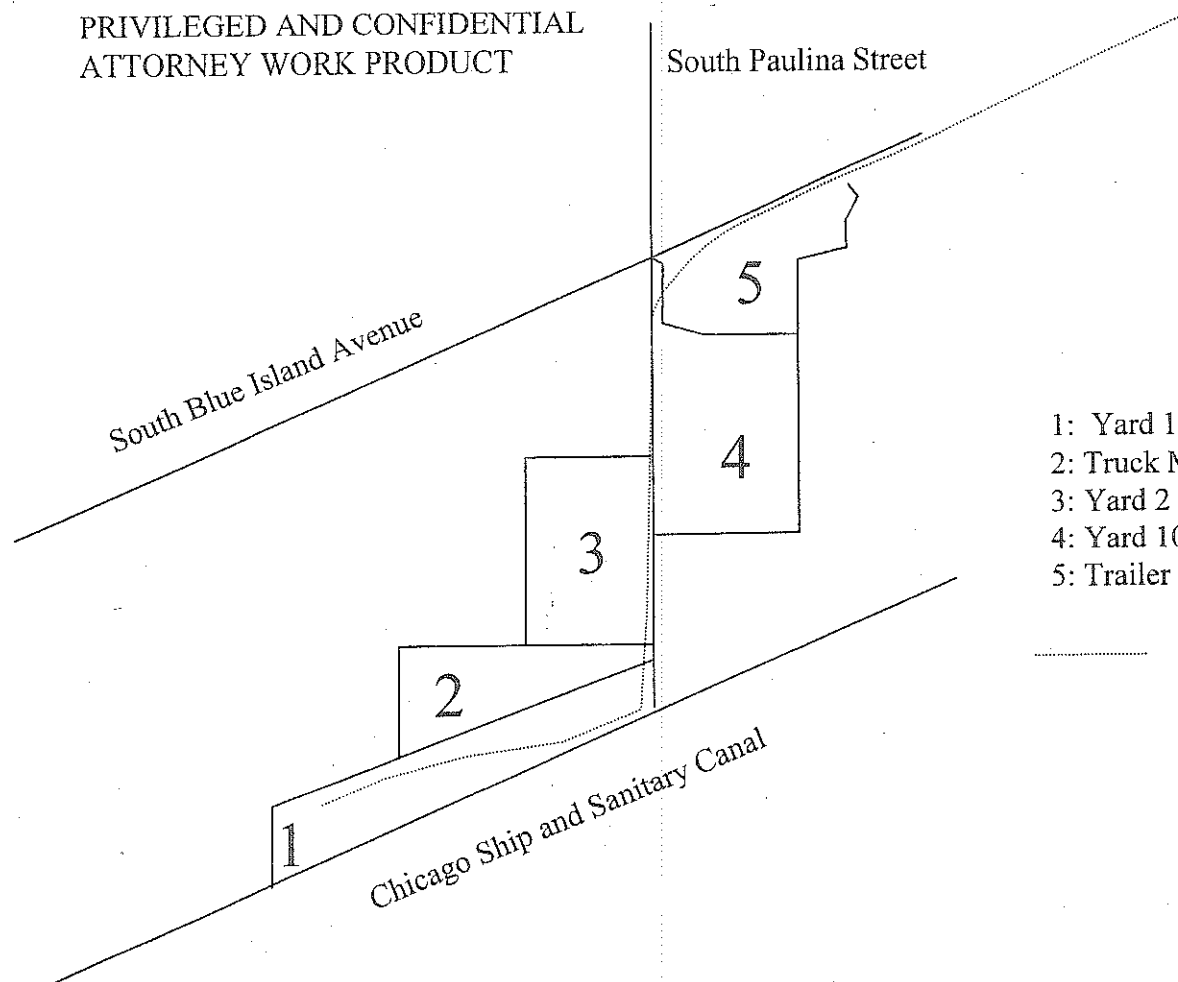 PRIVILEGED AND CONFIDENTIAL
ATTORNEY WORK PRODUCT
South Paulina Street
South Blue Island Avenue
5
4
3
2
1
Chicago Ship and Sanitary Canal
1: Yard 1
2: Truck
3: Yard 2
4: Yard
5: Trailer